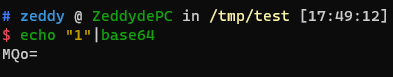 # zeddy @ ZeddydePC in /tmp/test [17:49:12]
$ echo "1"|base64
MQo=